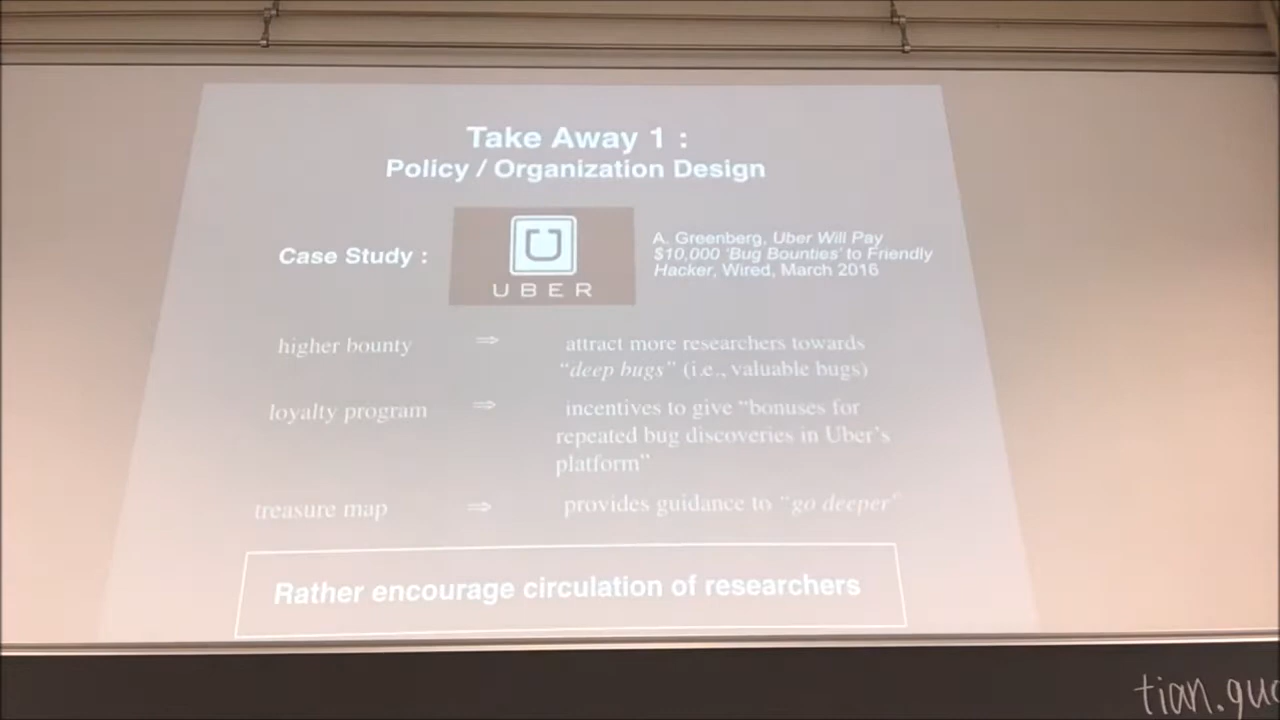 Take Away 1 :
Policy / Organization Design
Case Study :
UBER
A. Greenberg, Uber Will Pay
$10,000 'Bug Bounties' to Friendly
Hacker, Wired, March 2016
higher bounty ⇒ attract more researchers towards
"deep bugs" (i.e., valuable bugs)
loyalty program ⇒ incentives to give "bonuses for
repeated bug discoveries in Uber's
platform"
treasure map ⇒ provides guidance to "go deeper"
Rather encourage circulation of researchers